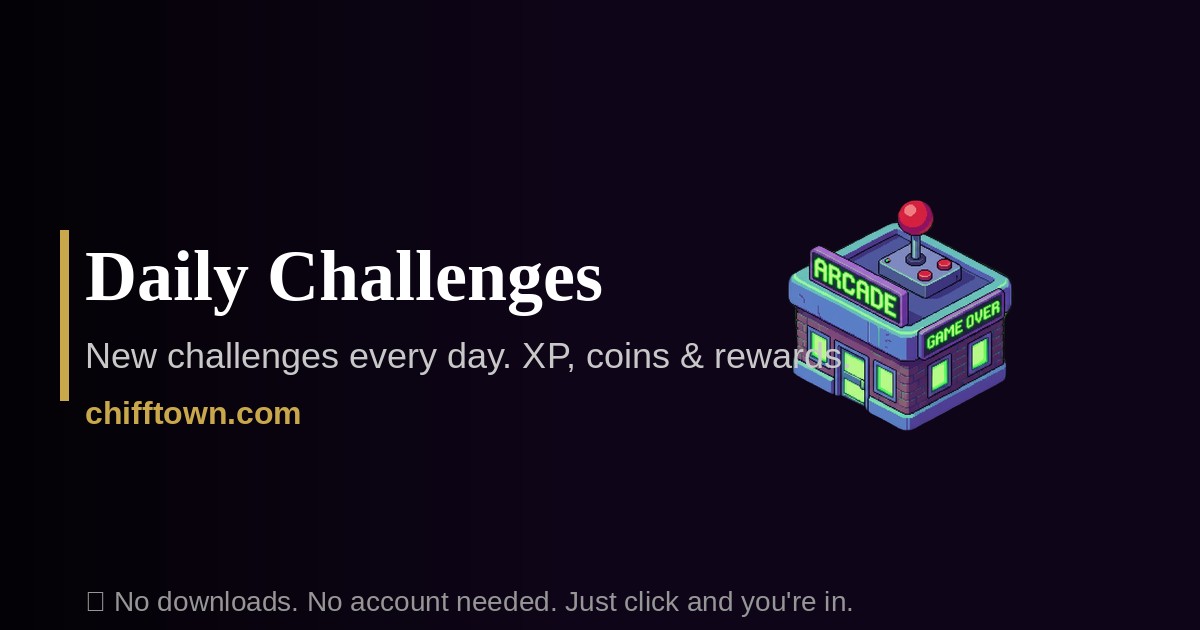 Daily Challenges
New challenges every day. XP, coins & rewards
chifftown.com
ARCADE
GAME OVER
□ No downloads. No account needed. Just click and you're in.